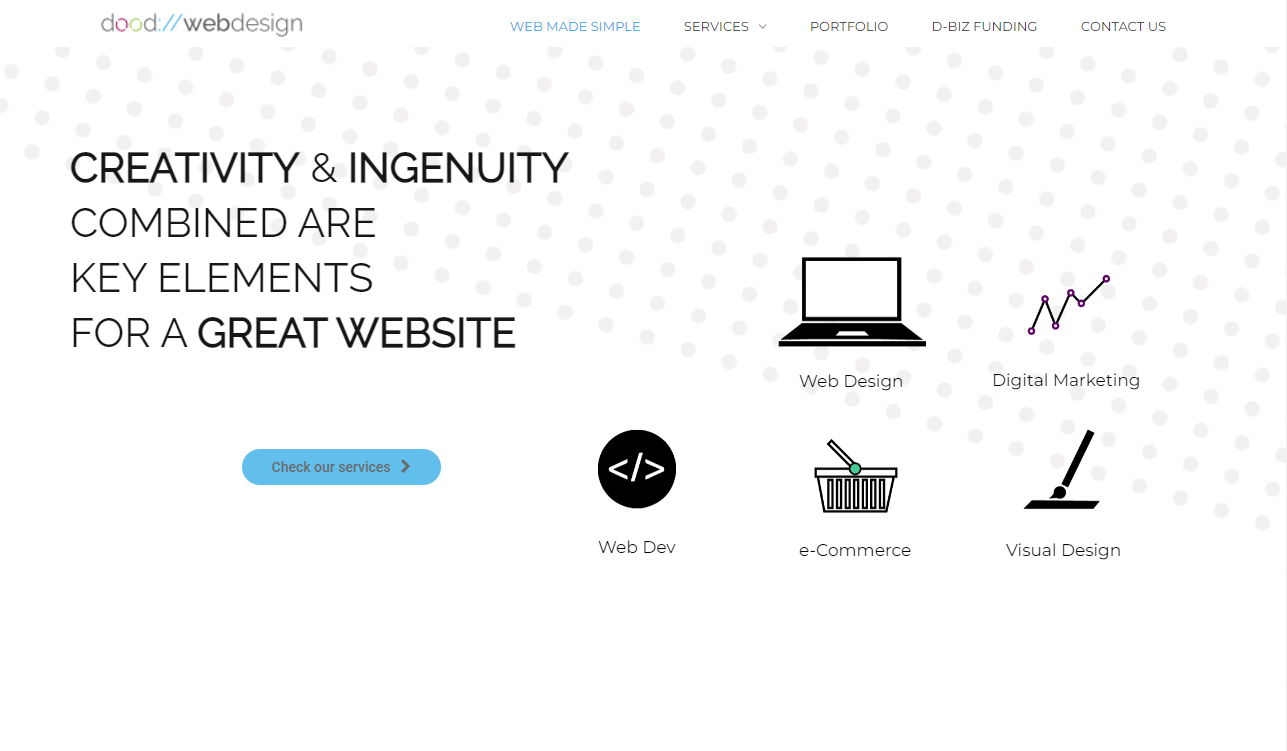 dood://webdesign
WEB MADE SIMPLE
SERVICES
PORTFOLIO
D-BIZ FUNDING
CONTACT US
CREATIVITY & INGENUITY
COMBINED ARE
KEY ELEMENTS
FOR A GREAT WEBSITE
Check our services
Web Design
Digital Marketing
</>
Web Dev
e-Commerce
Visual Design